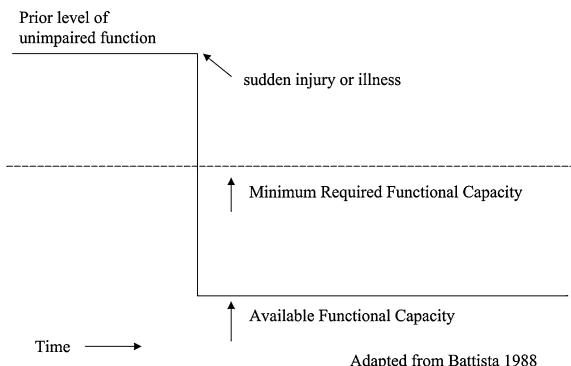 Prior level of
unimpaired function
sudden injury or illness
Minimum Required Functional Capacity
Available Functional Capacity
Time
Adapted from Battista 1988